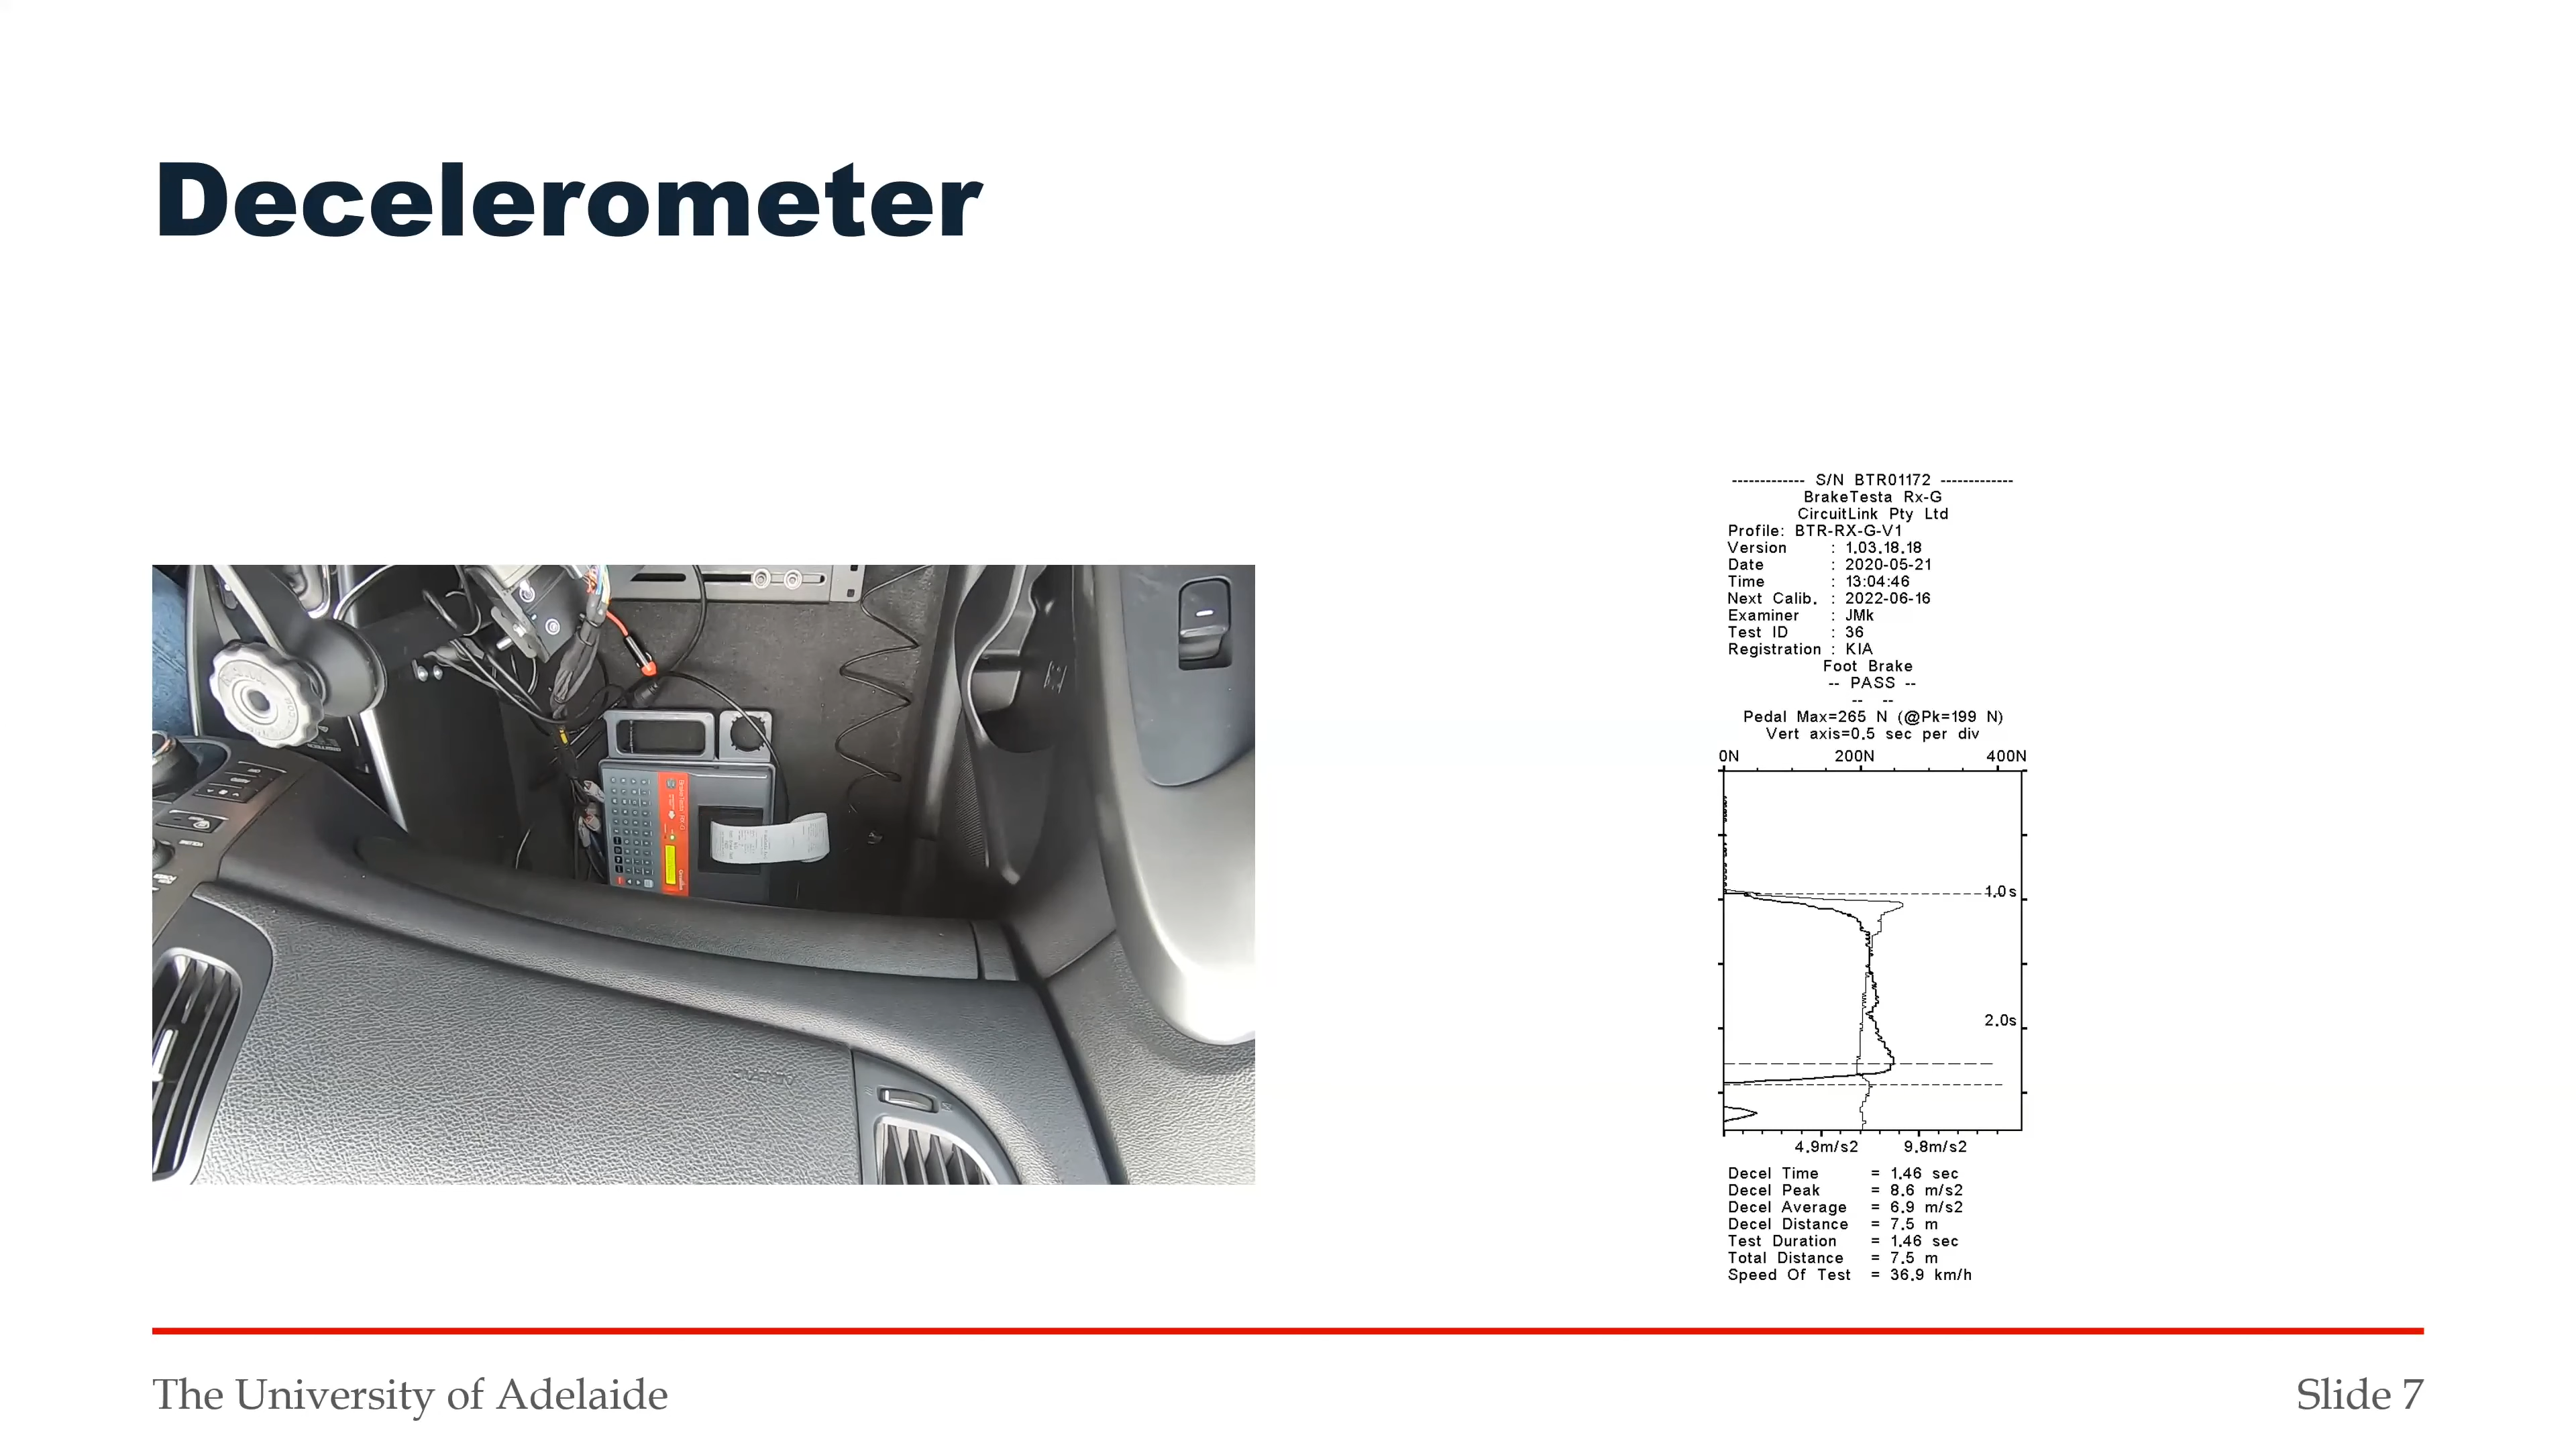 Decelerometer
------------- S/N BTR01172 -------------
BrakeTesta Rx-G
CircuitLink Pty Ltd
Profile: BTR-RX-G-V1
Version : 1.03.18.18
Date : 2020-05-21
Time : 13:04:46
Next Calib. : 2022-06-16
Examiner : JMk
Test ID : 36
Registration : KIA
Foot Brake
-- PASS --
-- --
Pedal Max=265 N (@Pk=199 N)
Vert axis=0.5 sec per div
0N 200N 400N
1.0s
2.0s
4.9m/s2 9.8m/s2
Decel Time = 1.46 sec
Decel Peak = 8.6 m/s2
Decel Average = 6.9 m/s2
Decel Distance = 7.5 m
Test Duration = 1.46 sec
Total Distance = 7.5 m
Speed Of Test = 36.9 km/h
The University of Adelaide
Slide 7